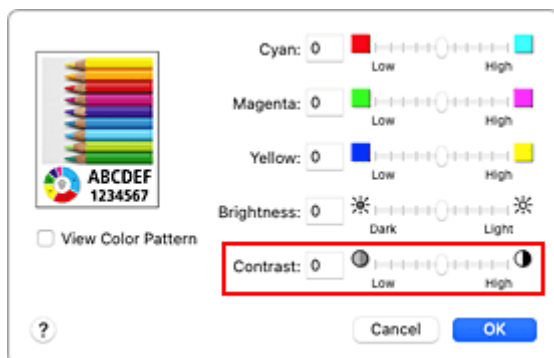 Cyan: 0
Low High
Magenta: 0
Low High
Yellow: 0
Low High
ABCDEF
1234567
Brightness: 0
Dark Light
View Color Pattern
Contrast: 0
Low High
? Cancel OK